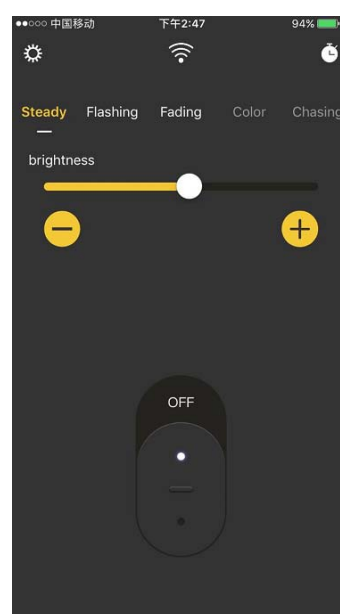 中国移动 下午2:47 94%
Steady Flashing Fading Color Chasing
brightness
OFF